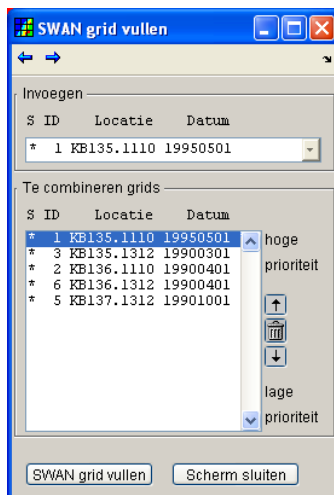 SWAN grid vullen
Invoegen
S ID Locatie Datum
* 1 KB135.1110 19950501
Te combineren grids
S ID Locatie Datum
* 1 KB135.1110 19950501
* 3 KB135.1312 19900301
* 2 KB136.1110 19900401
* 6 KB136.1312 19900401
* 5 KB137.1312 19901001
hoge
prioriteit
lage
prioriteit
SWAN grid vullen Scherm sluiten